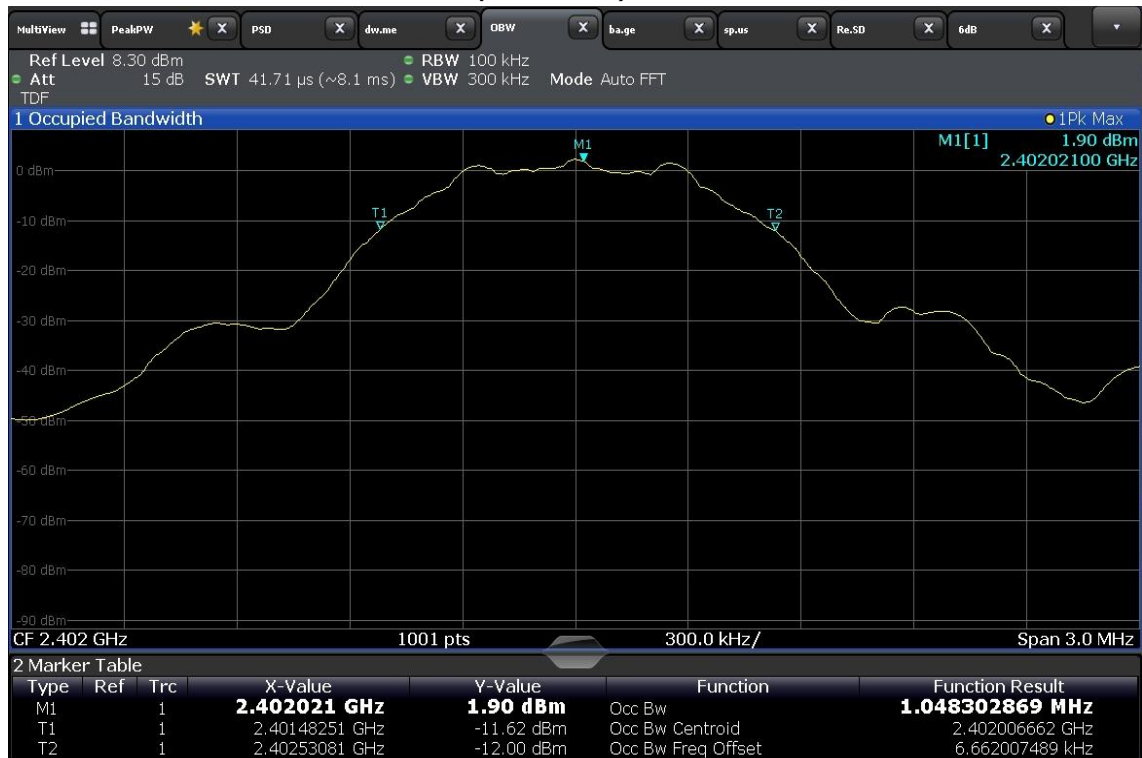 MultiView PeakPW X PSD X dw.me X OBW X ba.ge X sp.us X Re.SD X 6dB X
Ref Level 8.30 dBm RBW 100 kHz
Att 15 dB SWT 41.71 µs (~8.1 ms) VBW 300 kHz Mode Auto FFT
TDF
1 Occupied Bandwidth 1Pk Max
M1[1] 1.90 dBm
2.40202100 GHz
M1
0 dBm
T1
T2
-10 dBm
-20 dBm
-30 dBm
-40 dBm
-50 dBm
-60 dBm
-70 dBm
-80 dBm
-90 dBm
CF 2.402 GHz 1001 pts 300.0 kHz/ Span 3.0 MHz
2 Marker Table
Type Ref Trc X-Value Y-Value Function Function Result
M1 1 2.402021 GHz 1.90 dBm Occ Bw 1.048302869 MHz
T1 1 2.40148251 GHz -11.62 dBm Occ Bw Centroid 2.402006662 GHz
T2 1 2.40253081 GHz -12.00 dBm Occ Bw Freq Offset 6.662007489 kHz